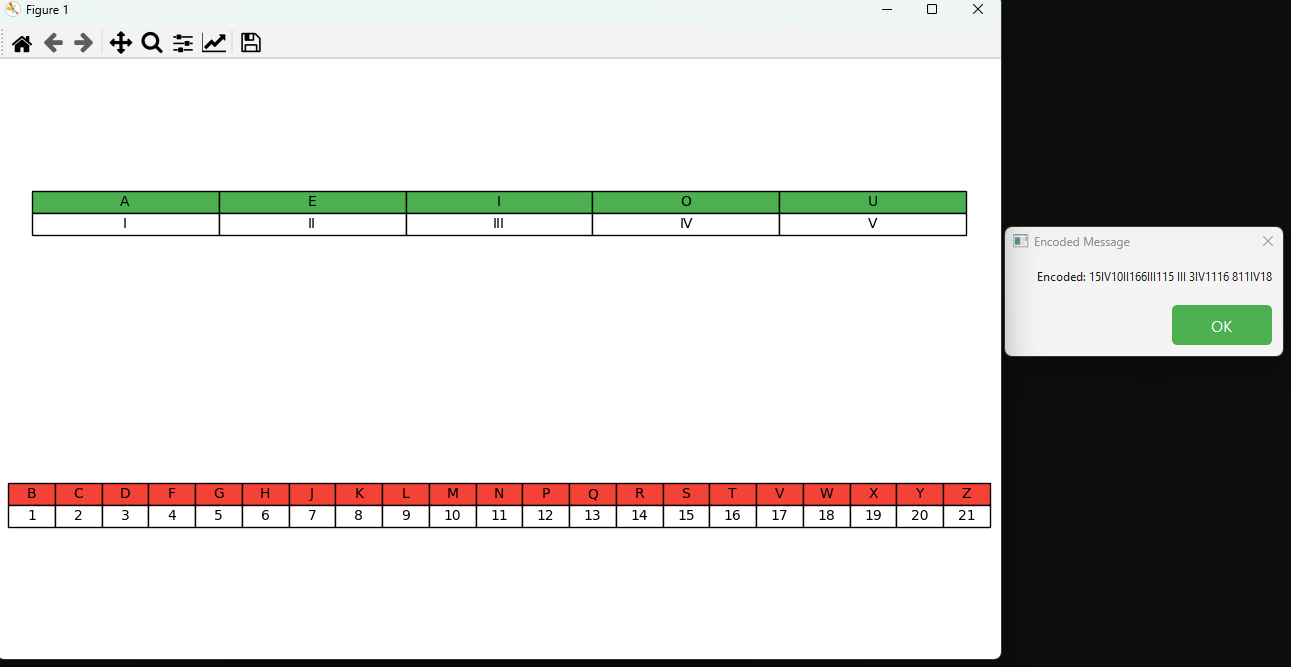 Figure 1
A E I O U
I II III IV V
Encoded Message
Encoded: 15IV10II166III115 III 3IV1116 811IV18
OK
B C D F G H J K L M N P Q R S T V W X Y Z
1 2 3 4 5 6 7 8 9 10 11 12 13 14 15 16 17 18 19 20 21